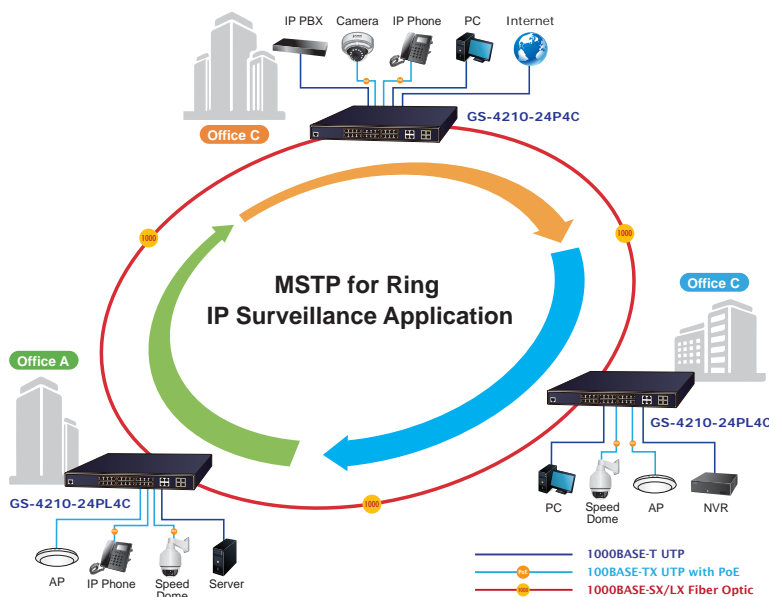 IP PBX
Camera
IP Phone
PC
Internet
GS-4210-24P4C
Office C
1000
1000
MSTP for Ring
IP Surveillance Application
Office C
Office A
GS-4210-24PL4C
GS-4210-24PL4C
PC
Speed
Dome
AP
NVR
1000
AP
IP Phone
Speed
Dome
Server
1000BASE-T UTP
PoE
100BASE-TX UTP with PoE
1000
1000BASE-SX/LX Fiber Optic